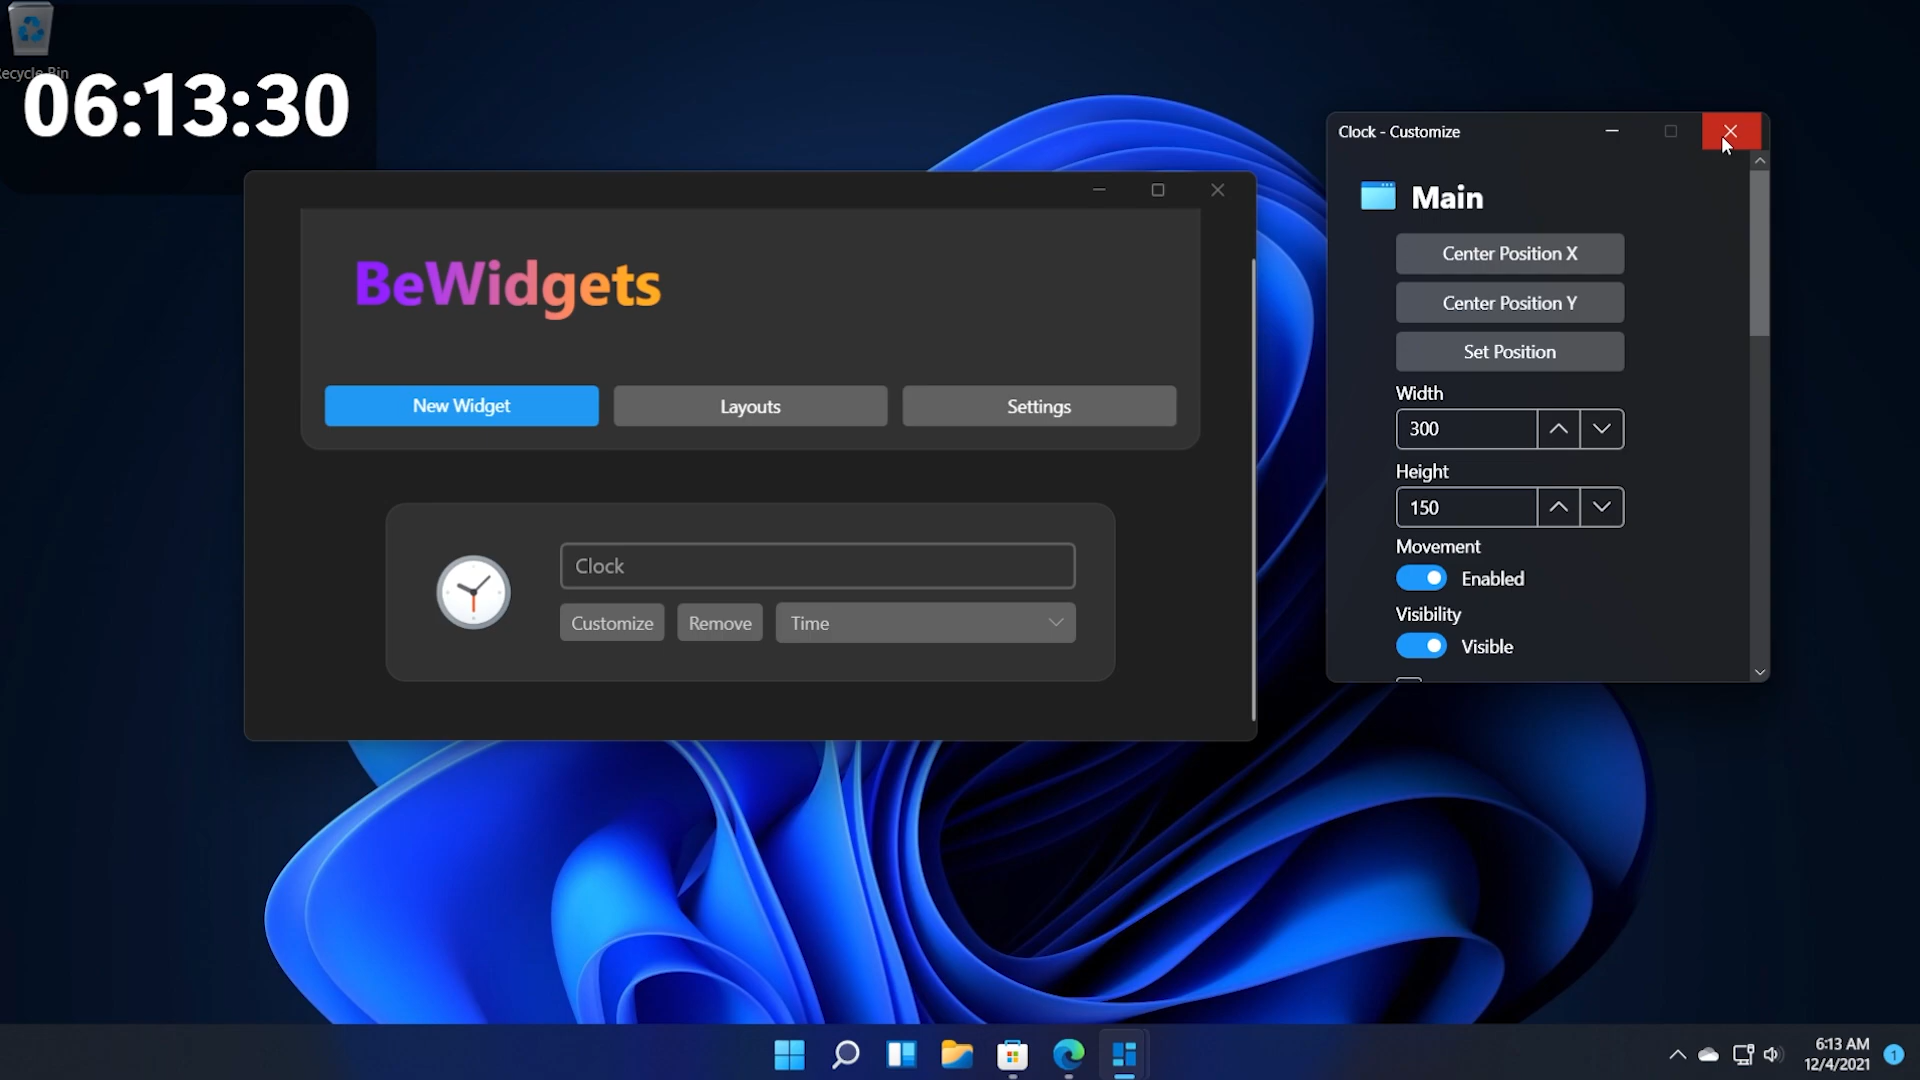 Recycle Bin
06:13:30
BeWidgets
New Widget
Layouts
Settings
Clock
Customize
Remove
Time
Clock - Customize
Main
Center Position X
Center Position Y
Set Position
Width
300
Height
150
Movement
Enabled
Visibility
Visible
6:13 AM
12/4/2021
1